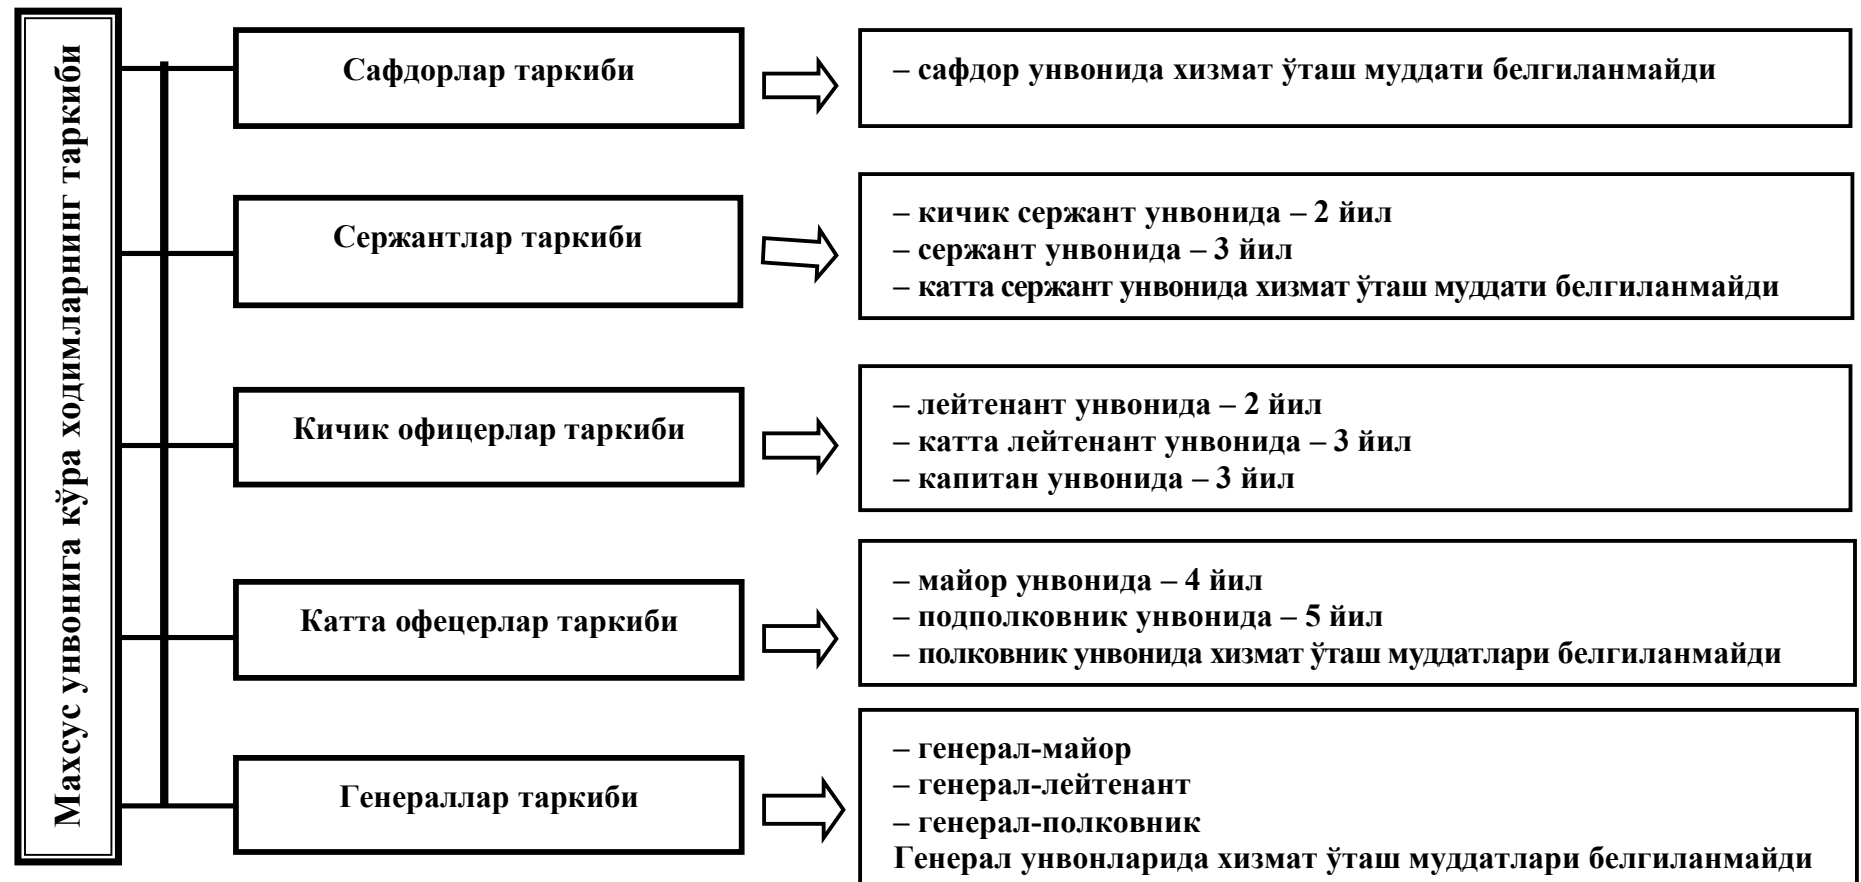 Махсус унвонига кўра ходимларнинг таркиби
Сафдорлар таркиби
– сафдор унвонида хизмат ўташ муддати белгиланмайди
Сержантлар таркиби
– кичик сержант унвонида – 2 йил
– сержант унвонида – 3 йил
– катта сержант унвонида хизмат ўташ муддати белгиланмайди
Кичик офицерлар таркиби
– лейтенант унвонида – 2 йил
– катта лейтенант унвонида – 3 йил
– капитан унвонида – 3 йил
Катта офецерлар таркиби
– майор унвонида – 4 йил
– подполковник унвонида – 5 йил
– полковник унвонида хизмат ўташ муддатлари белгиланмайди
Генераллар таркиби
– генерал-майор
– генерал-лейтенант
– генерал-полковник
Генерал унвонларида хизмат ўташ муддатлари белгиланмайди